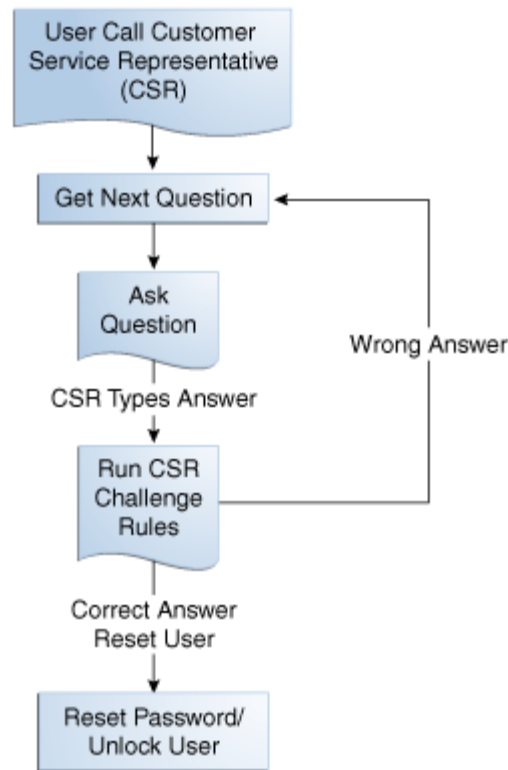 User Call Customer
Service Representative
(CSR)
Get Next Question
Ask
Question
Wrong Answer
CSR Types Answer
Run CSR
Challenge
Rules
Correct Answer
Reset User
Reset Password/
Unlock User